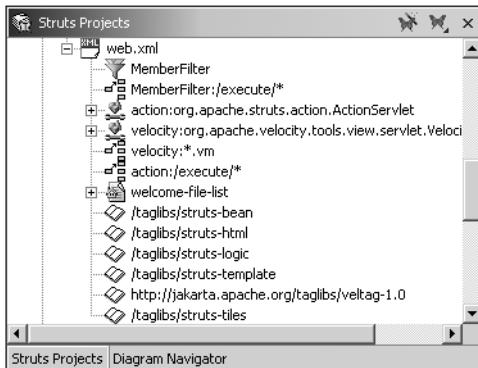 Struts Projects
web.xml
MemberFilter
MemberFilter:/execute/*
action:org.apache.struts.action.ActionServlet
velocity:org.apache.velocity.tools.view.servlet.Veloci
velocity:*.vm
action:/execute/*
welcome-file-list
/taglibs/struts-bean
/taglibs/struts-html
/taglibs/struts-logic
/taglibs/struts-template
http://jakarta.apache.org/taglibs/veltag-1.0
/taglibs/struts-tiles
Struts Projects Diagram Navigator